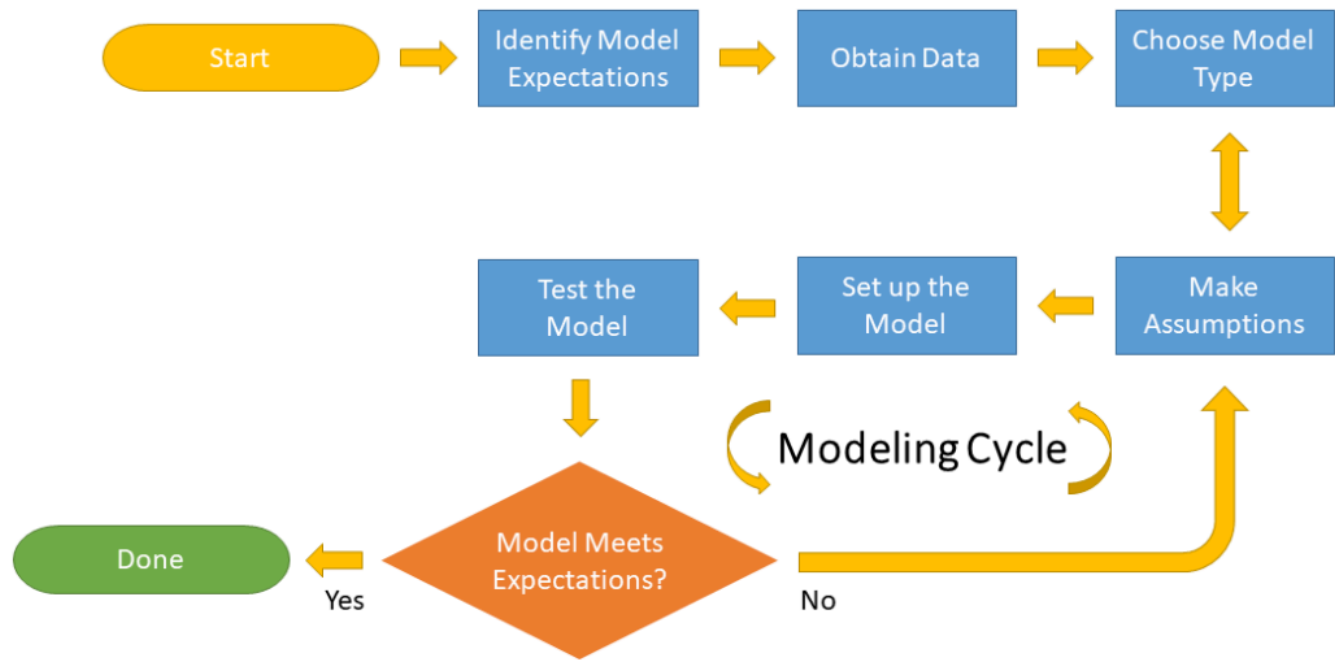 Start
Identify Model
Expectations
Obtain Data
Choose Model
Type
Test the
Model
Set up the
Model
Make
Assumptions
Modeling Cycle
Model Meets
Expectations?
Done
Yes
No